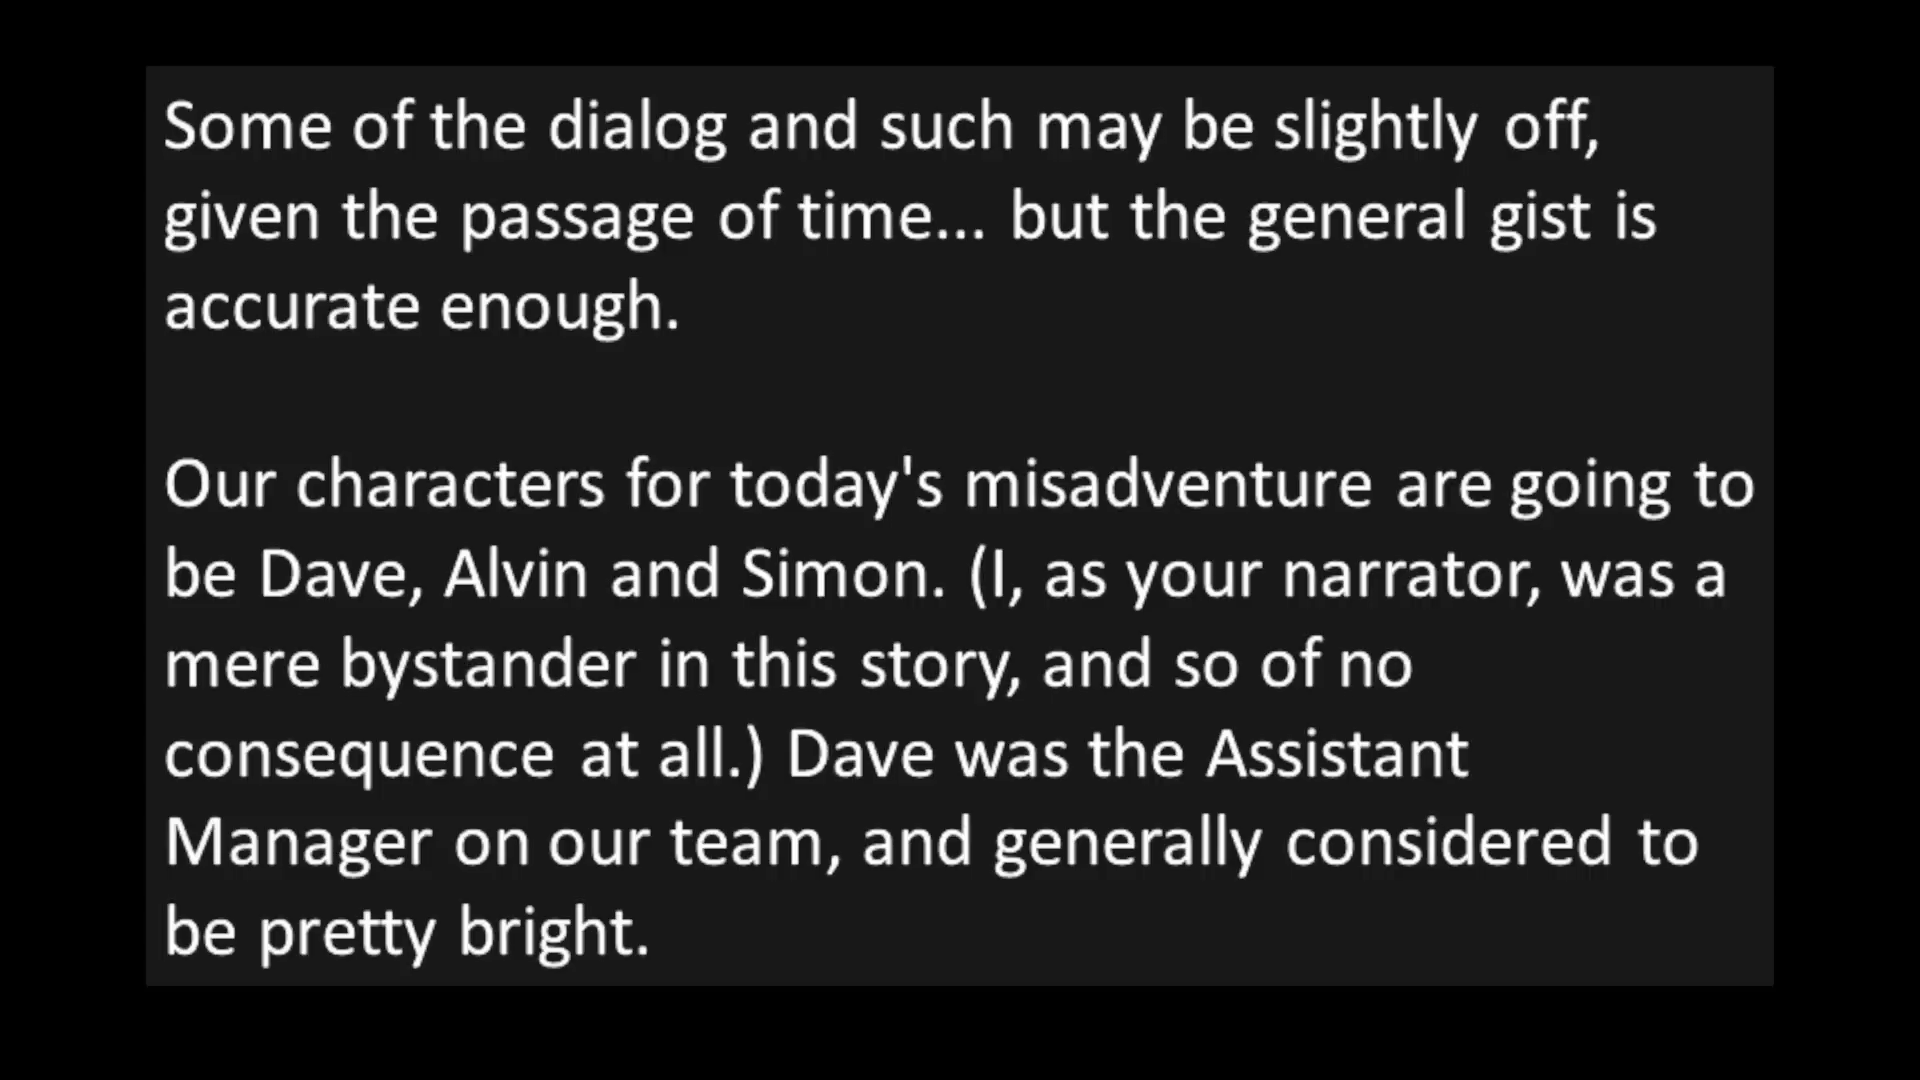 Some of the dialog and such may be slightly off,
given the passage of time... but the general gist is
accurate enough.
Our characters for today's misadventure are going to
be Dave, Alvin and Simon. (I, as your narrator, was a
mere bystander in this story, and so of no
consequence at all.) Dave was the Assistant
Manager on our team, and generally considered to
be pretty bright.